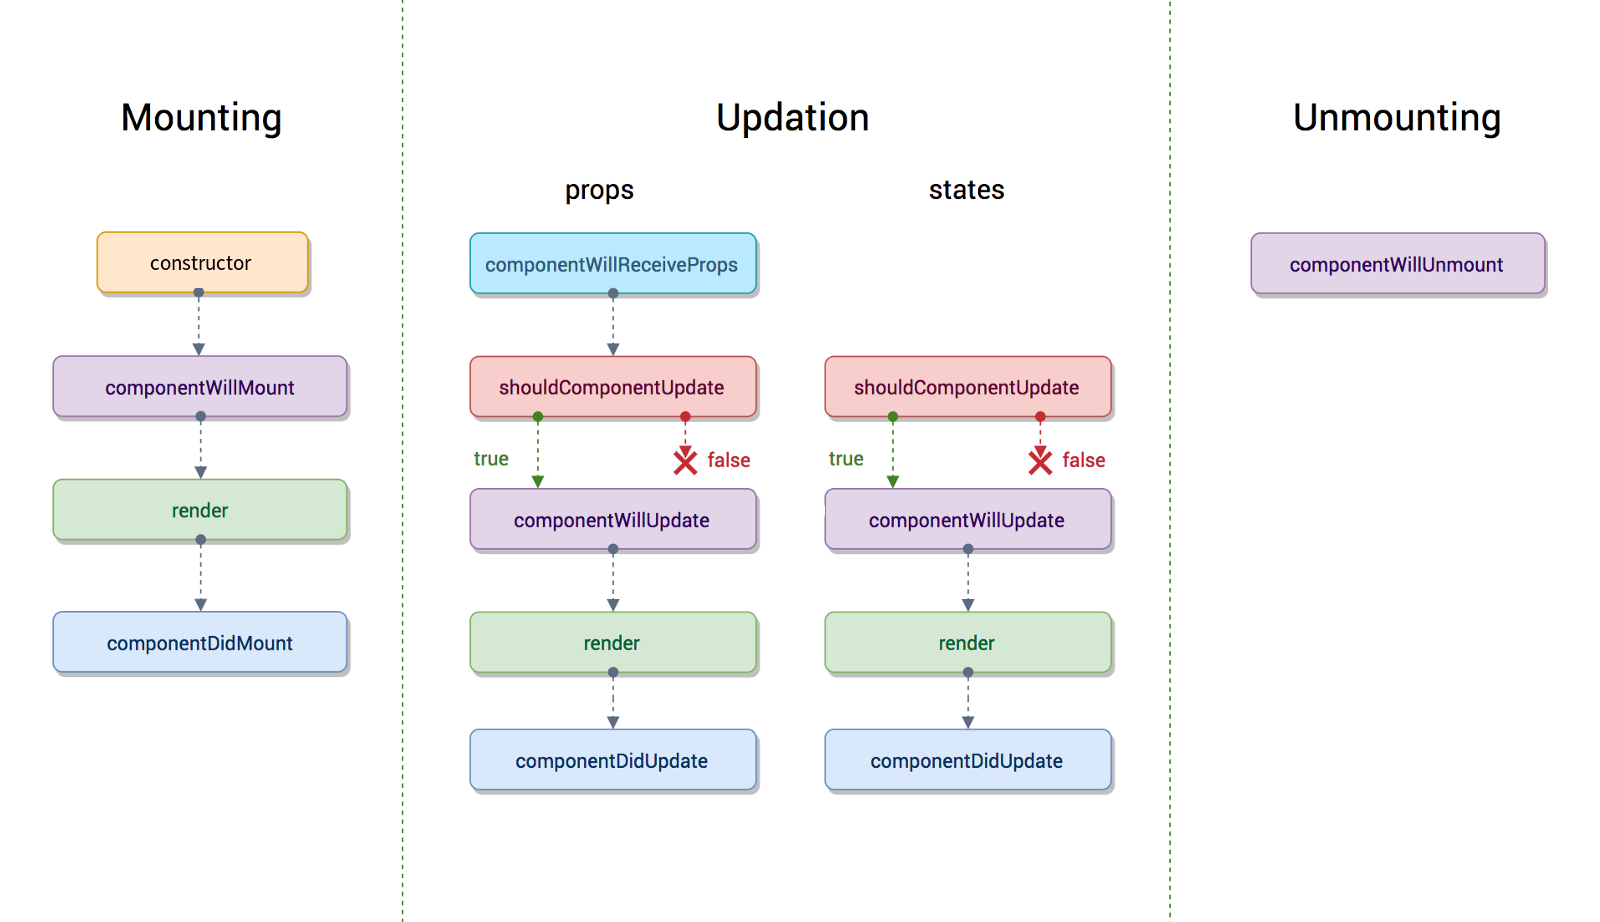 Mounting
constructor
componentWillMount
render
componentDidMount
Updation
props
states
componentWillReceiveProps
shouldComponentUpdate
true
false
componentWillUpdate
render
componentDidUpdate
shouldComponentUpdate
true
false
componentWillUpdate
render
componentDidUpdate
Unmounting
componentWillUnmount